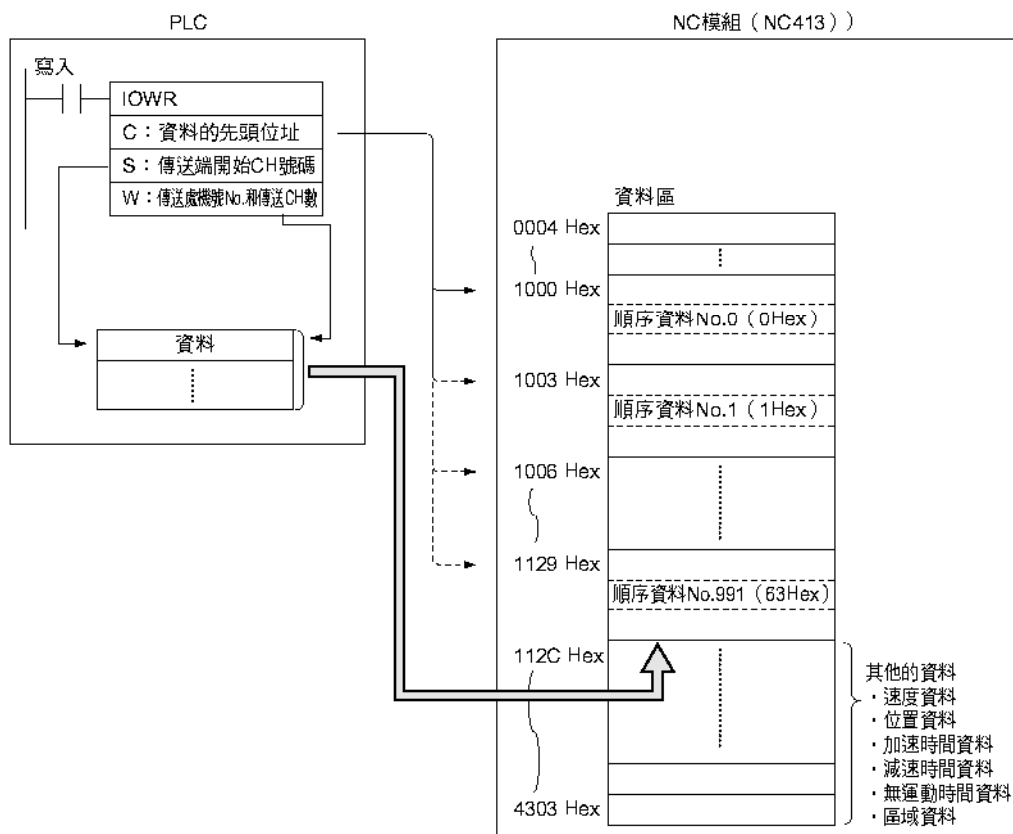 PLC
寫入
IOWR
C：資料的先頭位址
S：傳送端開始CH號碼
W：傳送處機號No.和傳送CH數
資料
NC模組（NC413））
資料區
0004 Hex
1000 Hex
順序資料No.0（0Hex）
1003 Hex
順序資料No.1（1Hex）
1006 Hex
1129 Hex
順序資料No.991（63Hex）
112C Hex
4303 Hex
其他的資料
・速度資料
・位置資料
・加速時間資料
・減速時間資料
・無運動時間資料
・區域資料